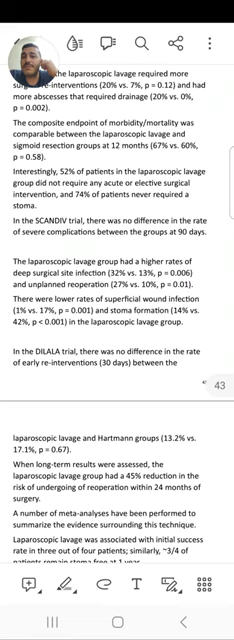 the laparoscopic lavage required more
re-interventions (20% vs. 7%, p = 0.12) and had
more abscesses that required drainage (20% vs. 0%,
p = 0.002).
The composite endpoint of morbidity/mortality was
comparable between the laparoscopic lavage and
sigmoid resection groups at 12 months (67% vs. 60%,
p = 0.58).
Interestingly, 52% of patients in the laparoscopic lavage
group did not require any acute or elective surgical
intervention, and 74% of patients never required a
stoma.
In the SCANDIV trial, there was no difference in the rate
of severe complications between the groups at 90 days.
The laparoscopic lavage group had a higher rates of
deep surgical site infection (32% vs. 13%, p = 0.006)
and unplanned reoperation (27% vs. 10%, p = 0.01).
There were lower rates of superficial wound infection
(1% vs. 17%, p = 0.001) and stoma formation (14% vs.
42%, p < 0.001) in the laparoscopic lavage group.
In the DILALA trial, there was no difference in the rate
of early re-interventions (30 days) between the
43
laparoscopic lavage and Hartmann groups (13.2% vs.
17.1%, p = 0.67).
When long-term results were assessed, the
laparoscopic lavage group had a 45% reduction in the
risk of undergoing of reoperation within 24 months of
surgery.
A number of meta-analyses have been performed to
summarize the evidence surrounding this technique.
Laparoscopic lavage was associated with initial success
rate in three out of four patients; similarly, ~3/4 of
patients remain stoma free at 1 year
T